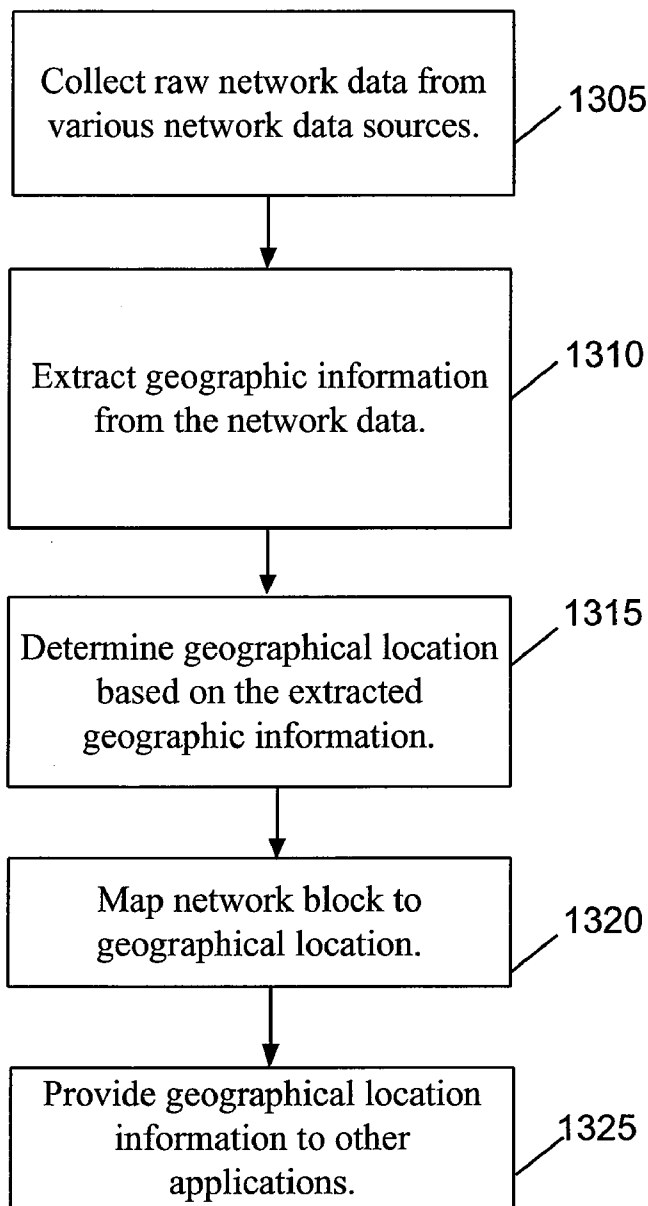 Collect raw network data from
various network data sources.
1305
Extract geographic information
from the network data.
1310
Determine geographical location
based on the extracted
geographic information.
1315
Map network block to
geographical location.
1320
Provide geographical location
information to other
applications.
1325